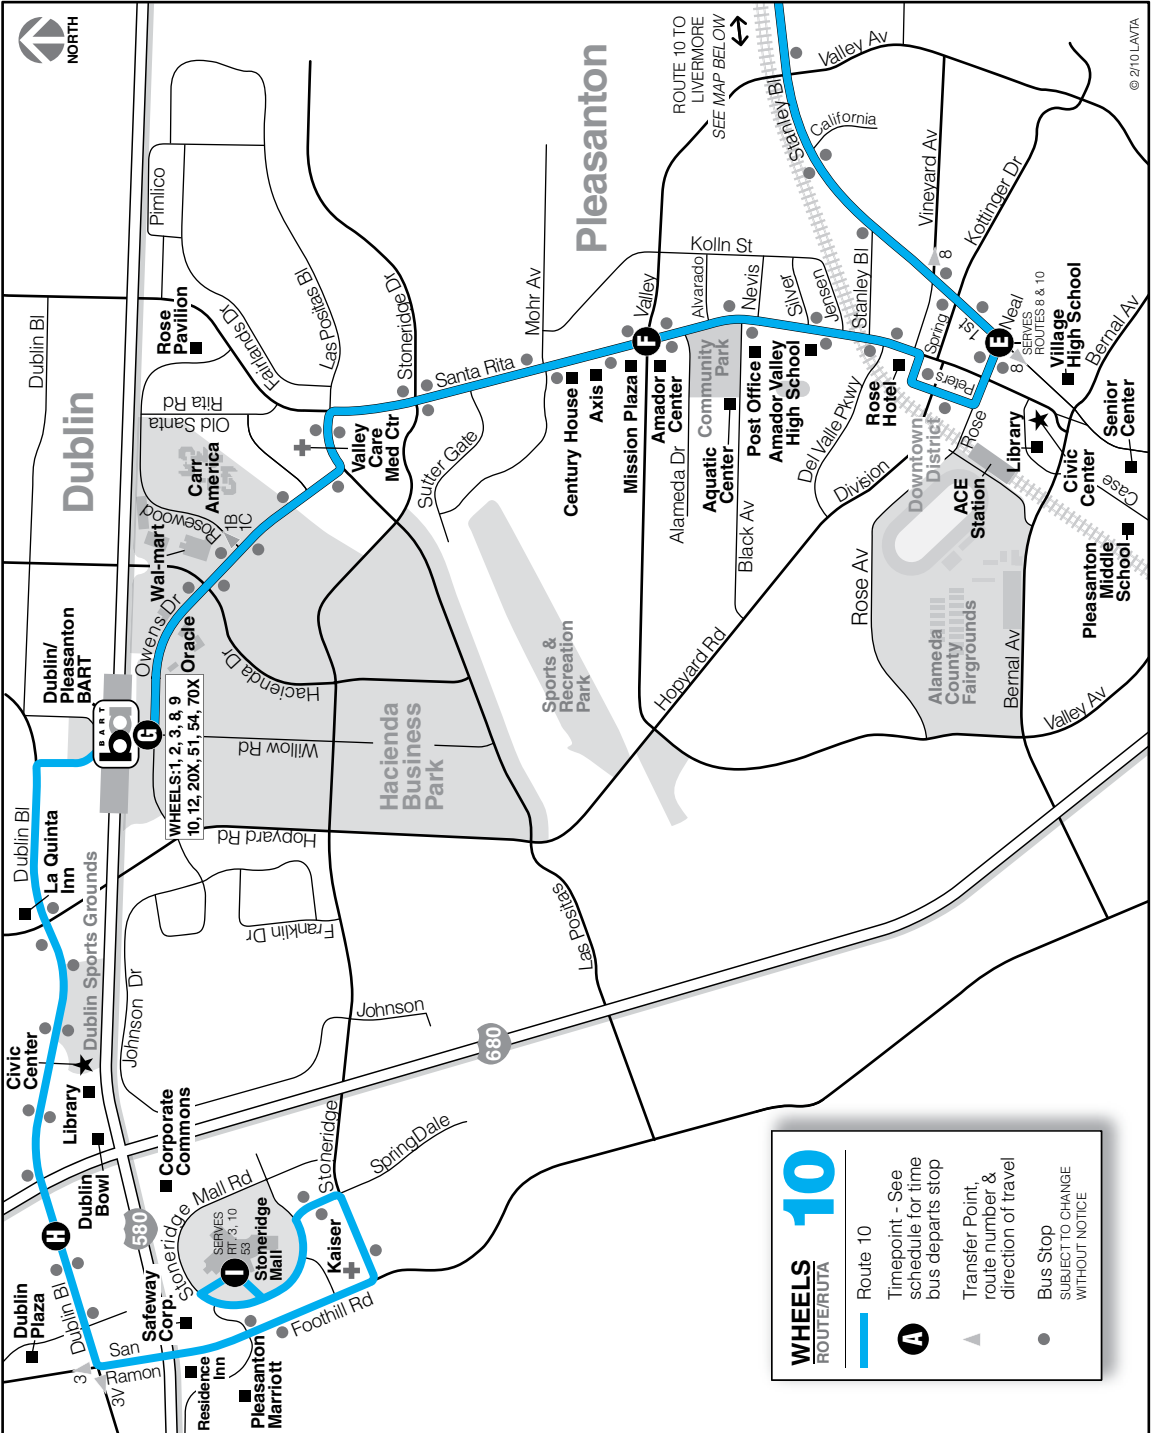 NORTH
Dublin
Pleasanton
ROUTE 10 TO
LIVERMORE
SEE MAP BELOW
© 2/10 LAVTA
Dublin Bl
Pimlico
Rose
Pavilion
Fairlands Dr
Las Positas Bl
Stoneridge Dr
Old Santa
Rita Rd
Carr
America
Rosewood
1B
1C
Wal-mart
Owens Dr
Oracle
Valley
Care
Med Ctr
Santa Rita
Mohr Av
Sutter Gate
Dublin/
Pleasanton
BART
BART
ba
G
WHEELS:1, 2, 3, 8, 9
10, 12, 20X, 51, 54, 70X
Hacienda Dr
Willow Rd
Hacienda
Business
Park
Hopyard Rd
Century House
Axis
Mission Plaza
F
Valley
Amador
Center
Alameda Dr
Community
Park
Aquatic
Center
Black Av
Kolln St
Alvarado
Nevis
Silver
Jensen
Post Office
Amador Valley
High School
Del Valle Pkwy
Stanley Bl
Stanley Bl
California
Valley Av
Vineyard Av
Kottinger Dr
8
Spring
1st
Peters
Neal
E
SERVES
ROUTES 8 & 10
8
Village
High School
Bernal Av
Rose
Hotel
Division
Downtown
District
Rose
ACE
Station
Library
Civic
Center
Senior
Center
Case
Pleasanton
Middle
School
Rose Av
Alameda
County
Fairgrounds
Bernal Av
Valley Av
Hopyard Rd
Sports &
Recreation
Park
Las Positas
Franklin Dr
Johnson Dr
Johnson
680
580
Dublin Bl
La Quinta
Inn
Dublin Sports Grounds
Civic
Center
Library
Dublin
Bowl
Corporate
Commons
H
Dublin Bl
Dublin
Plaza
3
3V
San
Ramon
Safeway
Corp.
Residence
Inn
Pleasanton
Marriott
Foothill Rd
Stoneridge Mall Rd
SERVES
RT, 3, 10
53
I
Stoneridge
Mall
Kaiser
Stoneridge
SpringDale
WHEELS
ROUTE/RUTA
10
Route 10
A
Timepoint - See
schedule for time
bus departs stop
Transfer Point,
route number &
direction of travel
Bus Stop
SUBJECT TO CHANGE
WITHOUT NOTICE